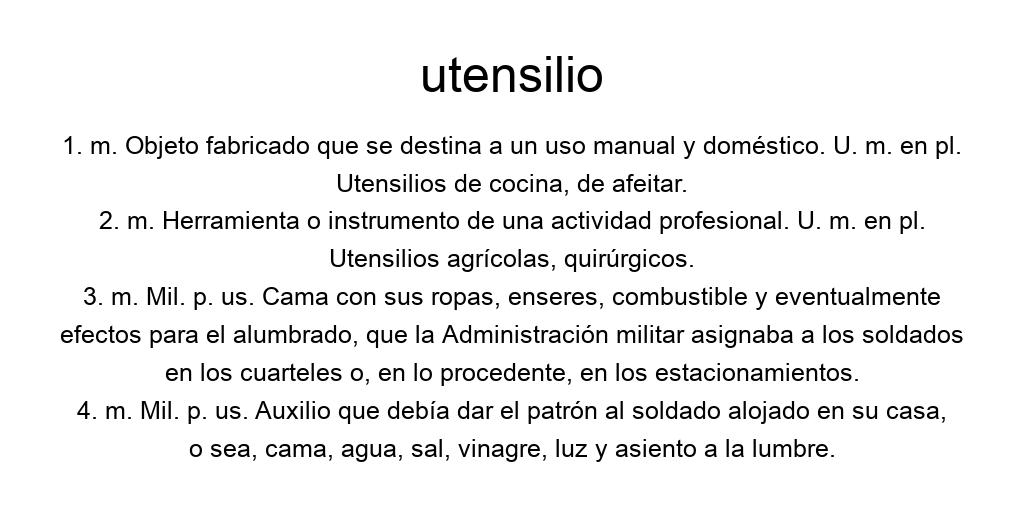 utensilio
1. m. Objeto fabricado que se destina a un uso manual y doméstico. U. m. en pl.
Utensilios de cocina, de afeitar.
2. m. Herramienta o instrumento de una actividad profesional. U. m. en pl.
Utensilios agrícolas, quirúrgicos.
3. m. Mil. p. us. Cama con sus ropas, enseres, combustible y eventualmente
efectos para el alumbrado, que la Administración militar asignaba a los soldados
en los cuarteles o, en lo procedente, en los estacionamientos.
4. m. Mil. p. us. Auxilio que debía dar el patrón al soldado alojado en su casa,
o sea, cama, agua, sal, vinagre, luz y asiento a la lumbre.